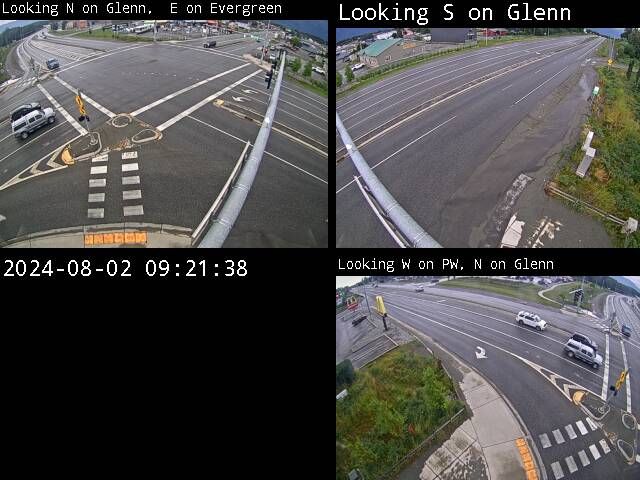 Looking N on Glenn,  E on Evergreen
Looking S on Glenn
2024-08-02 09:21:38
Looking W on PW, N on Glenn